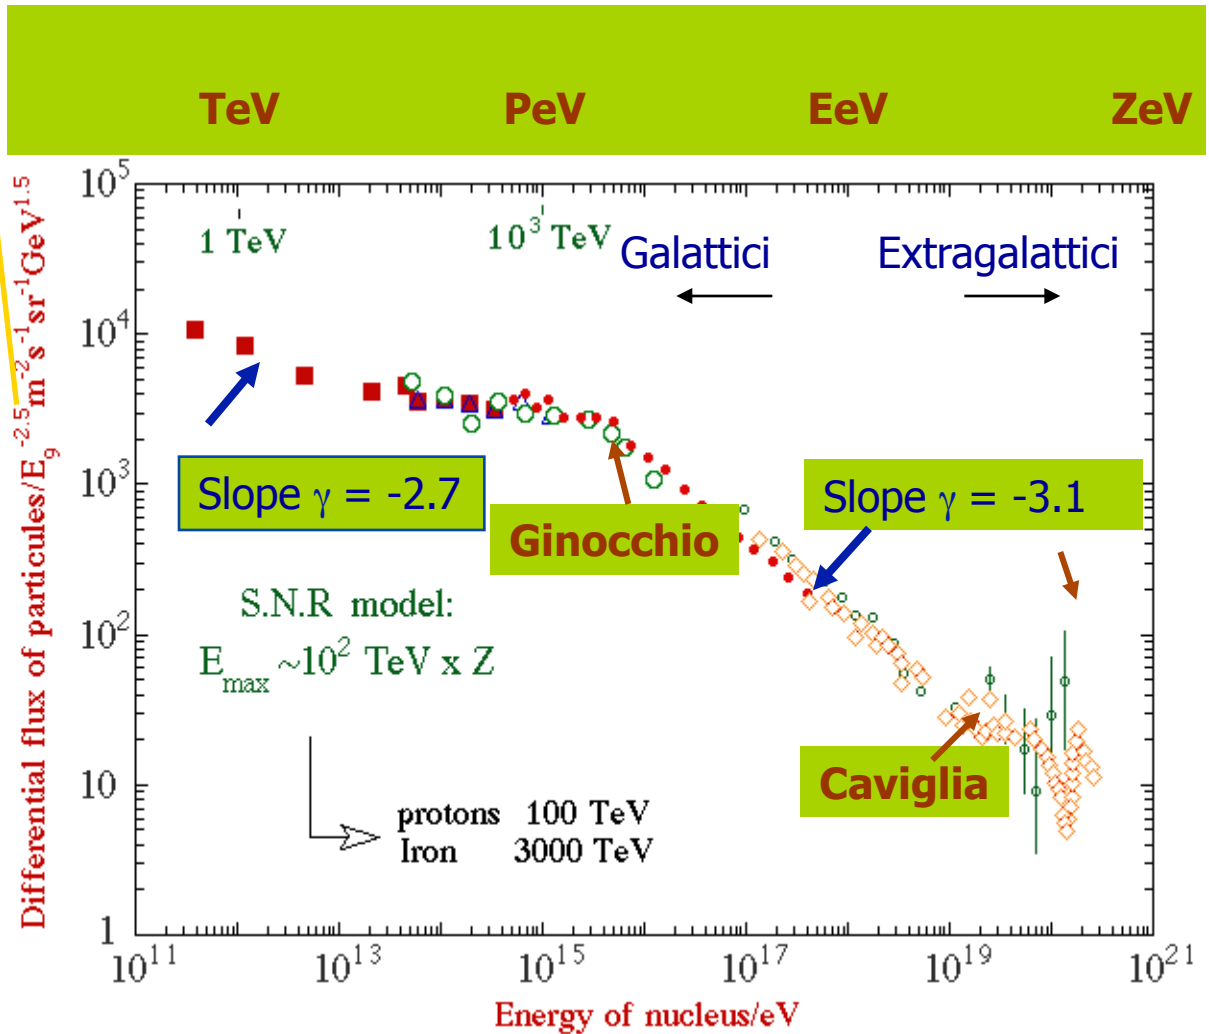 TeV PeV EeV ZeV
10^5
1 TeV 10^3 TeV
Galattici Extragalattici
10^4
Slope γ = -2.7
10^3
Slope γ = -3.1
Ginocchio
S.N.R model:
E_max ~10^2 TeV x Z
10^2
Caviglia
10
protons 100 TeV
Iron 3000 TeV
1
10^11 10^13 10^15 10^17 10^19 10^21
Energy of nucleus/eV
Differential flux of particules/E_9^-2.5 m^-2 s^-1 sr^-1 GeV^1.5